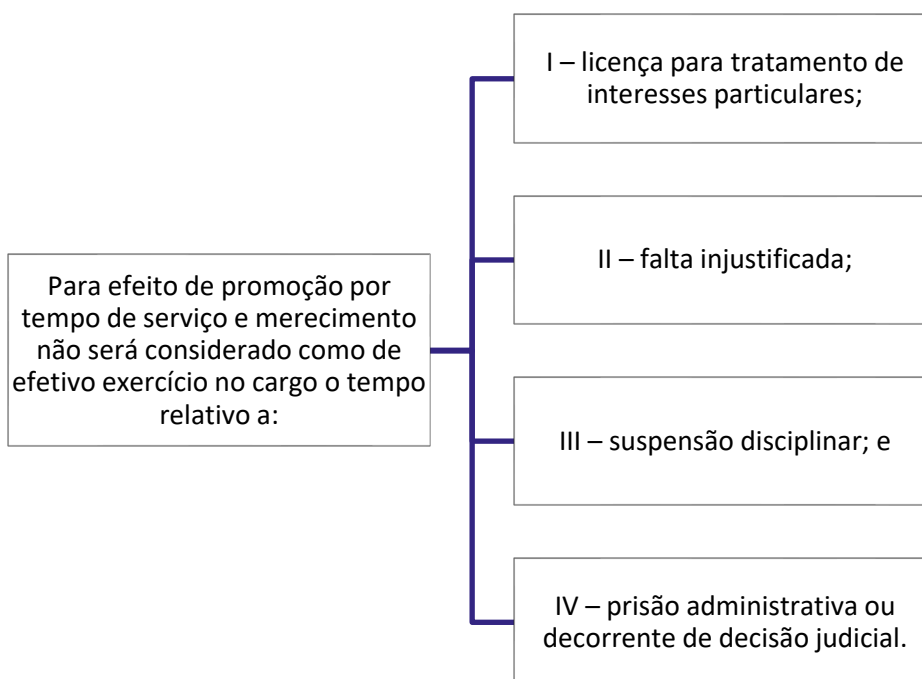 Para efeito de promoção por
tempo de serviço e merecimento
não será considerado como de
efetivo exercício no cargo o tempo
relativo a:
I – licença para tratamento de
interesses particulares;
II – falta injustificada;
III – suspensão disciplinar; e
IV – prisão administrativa ou
decorrente de decisão judicial.